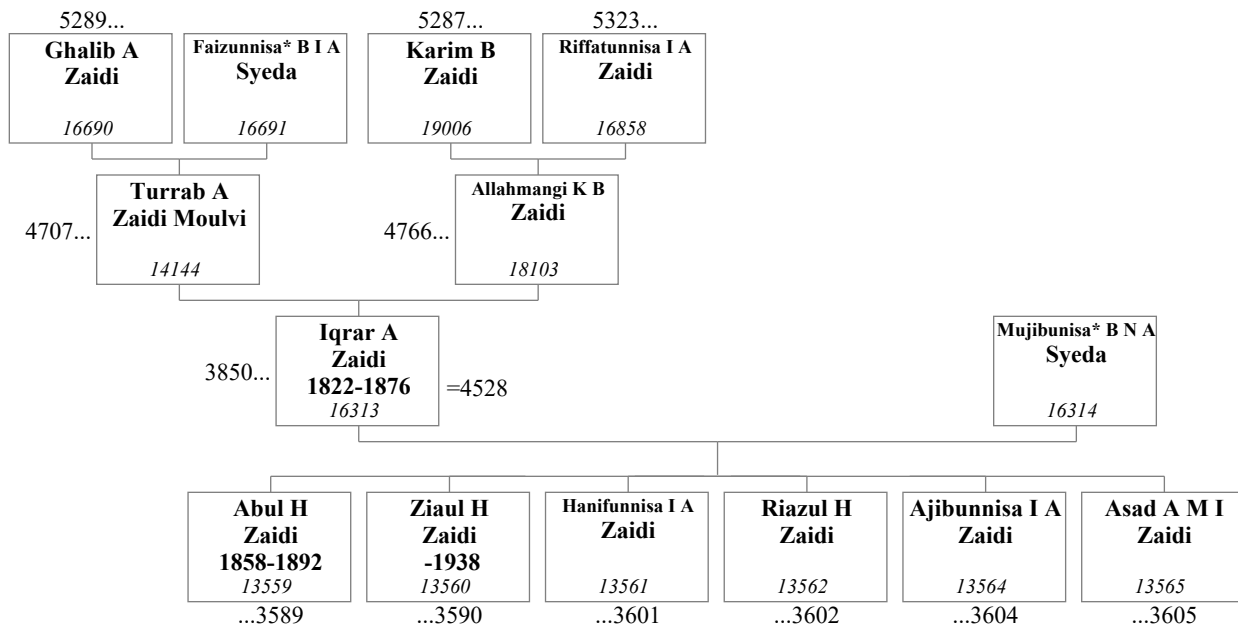 5289...
5287...
5323...
Ghalib A
Zaidi
16690
Faizunnisa* B I A
Syeda
16691
Karim B
Zaidi
19006
Riffatunnisa I A
Zaidi
16858
4707...
Turrab A
Zaidi Moulvi
14144
4766...
Allahmangi K B
Zaidi
18103
3850...
Iqrar A
Zaidi
1822-1876
16313
=4528
Mujibunisa* B N A
Syeda
16314
Abul H
Zaidi
1858-1892
13559
...3589
Ziaul H
Zaidi
-1938
13560
...3590
Hanifunnisa I A
Zaidi
13561
...3601
Riazul H
Zaidi
13562
...3602
Ajibunnisa I A
Zaidi
13564
...3604
Asad A M I
Zaidi
13565
...3605